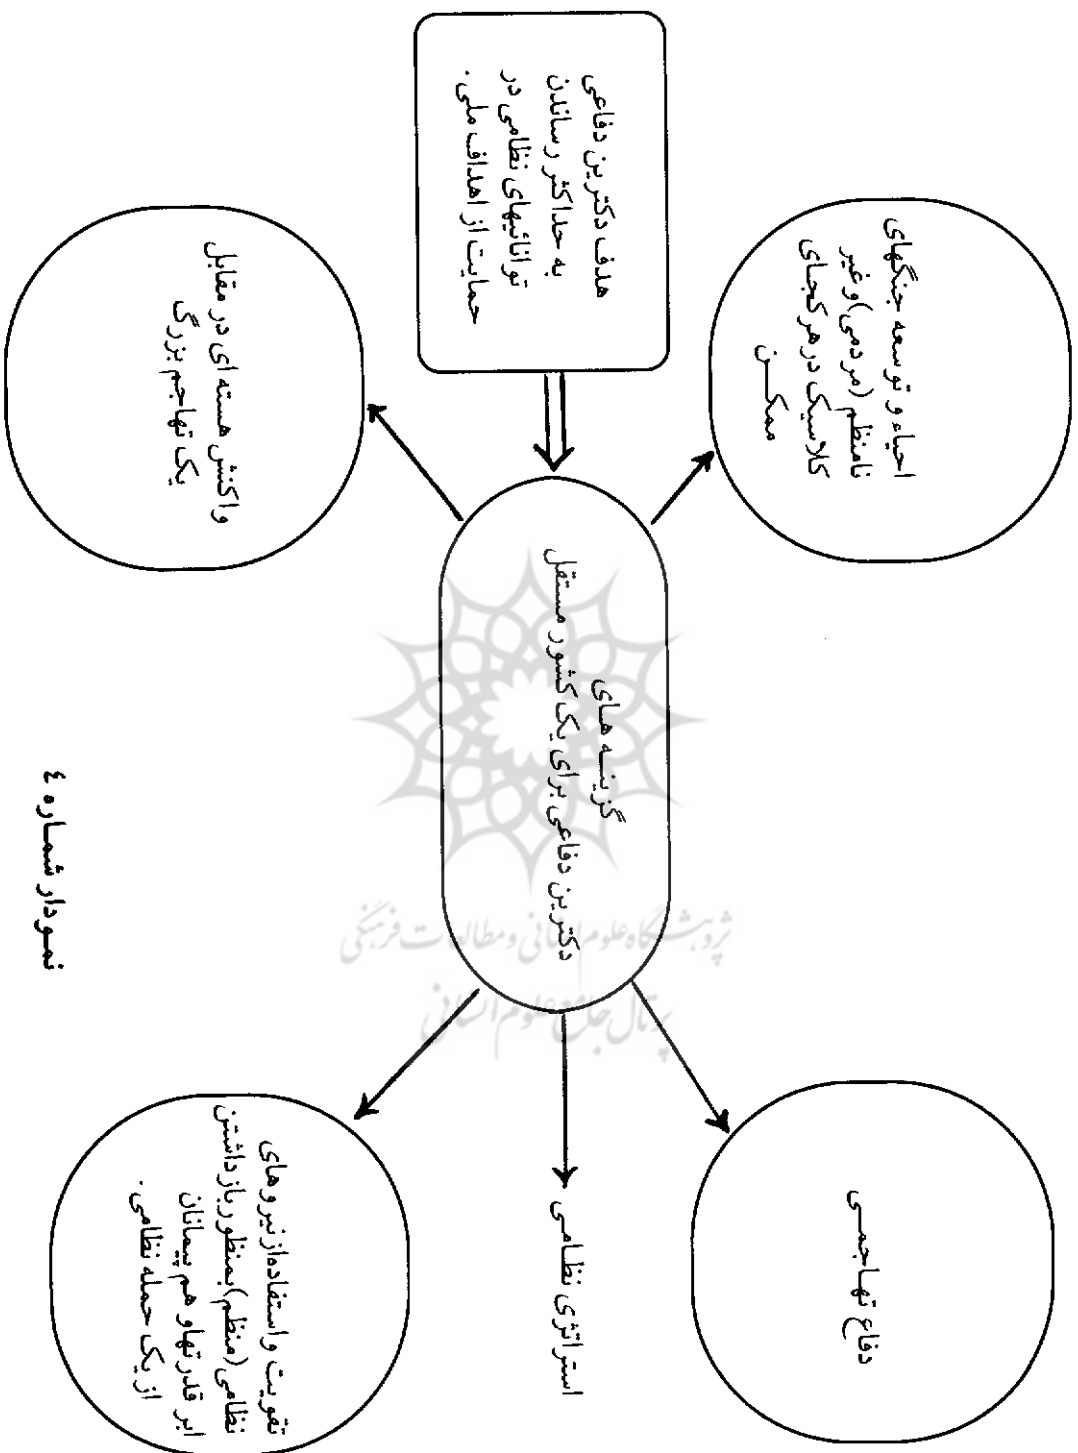 هدف دکترین دفاعی
به حداکثر رساندن
توانائیهای نظامی در
حمایت از اهداف ملی.
احیاء و توسعه جنگهای
نامنظم (مردمی) و غیر
کلاسیک در هر کجای
ممکن
واکنش هسته ای در مقابل
یک تهاجم بزرگ
گزینه های
دکترین دفاعی برای یک کشور مستقل
دفاع تهاجمی
استراتژی نظامی
تقویت و استفاده از نیروهای
نظامی (منظم) بمنظور بازداشتن
ابر قدرتها و هم پیمانان
از یک حمله نظامی.
نمودار شماره ٤
پژوهشگاه علوم انسانی و مطالعات فرهنگی
پرتال جامع علوم انسانی